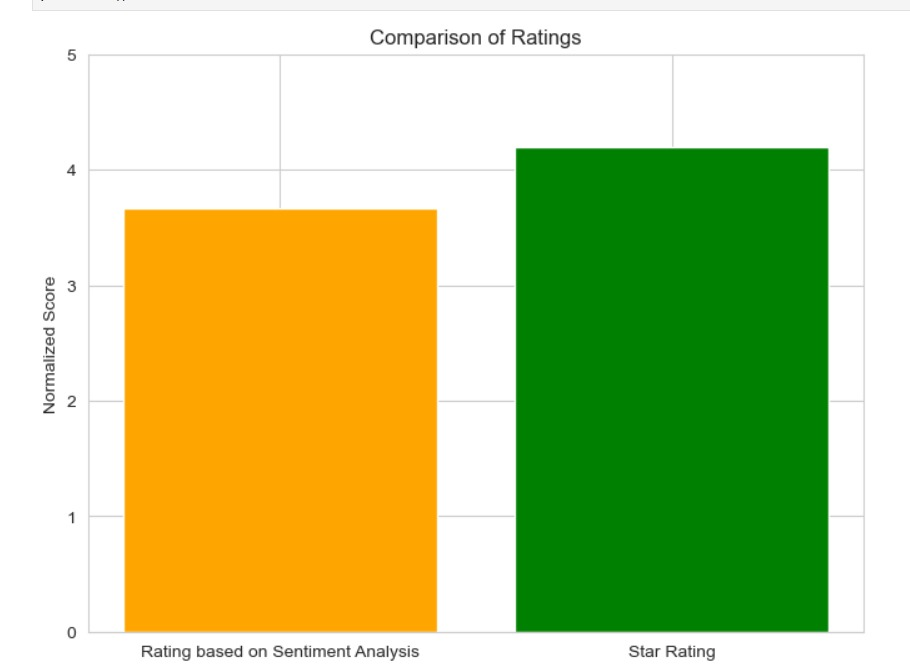 Comparison of Ratings
5
4
3
2
1
0
Normalized Score
Rating based on Sentiment Analysis
Star Rating